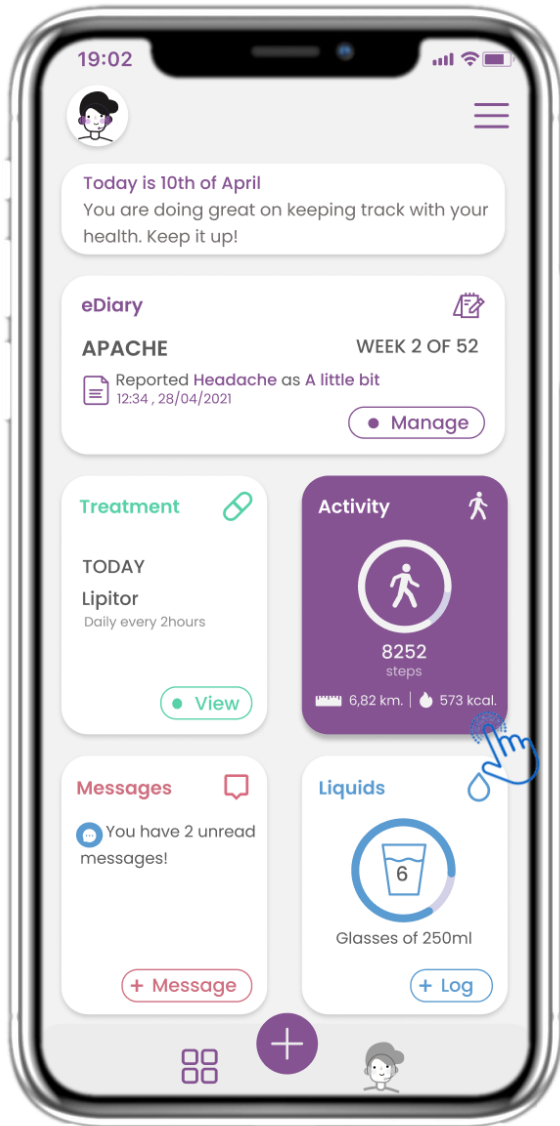 19:02
Today is 10th of April
You are doing great on keeping track with your
health. Keep it up!
eDiary
APACHE
WEEK 2 OF 52
Reported Headache as A little bit
12:34 , 28/04/2021
Manage
Treatment
TODAY
Lipitor
Daily every 2hours
View
Activity
8252
steps
6,82 km. 573 kcal.
Messages
You have 2 unread
messages!
+ Message
Liquids
6
Glasses of 250ml
+ Log